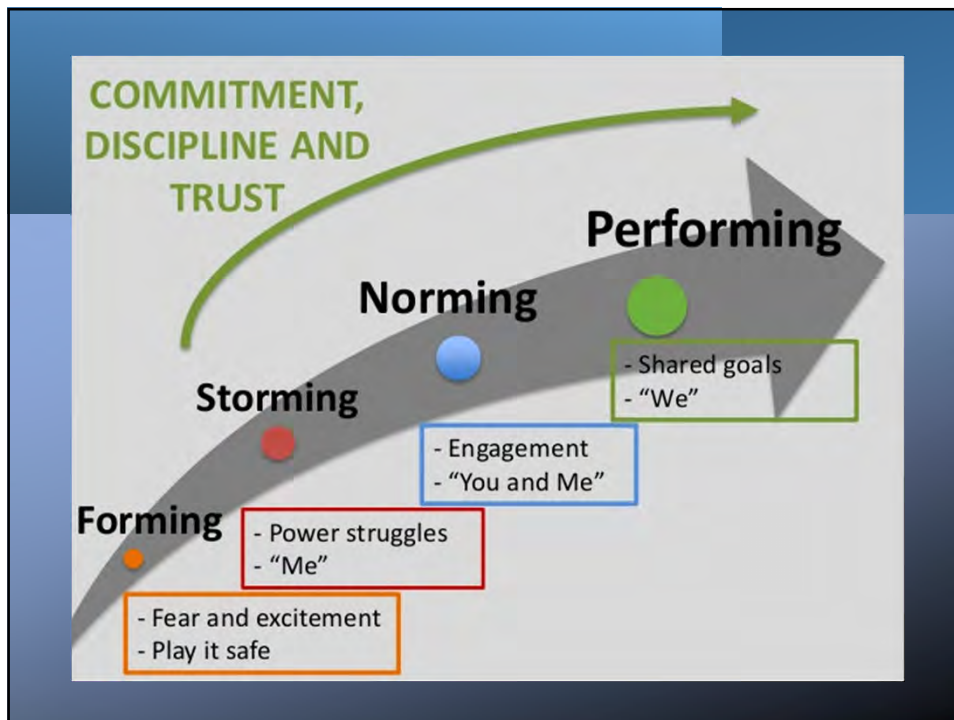 COMMITMENT,
DISCIPLINE AND
TRUST
Performing
- Shared goals
- “We”
Norming
- Engagement
- “You and Me”
Storming
- Power struggles
- “Me”
Forming
- Fear and excitement
- Play it safe